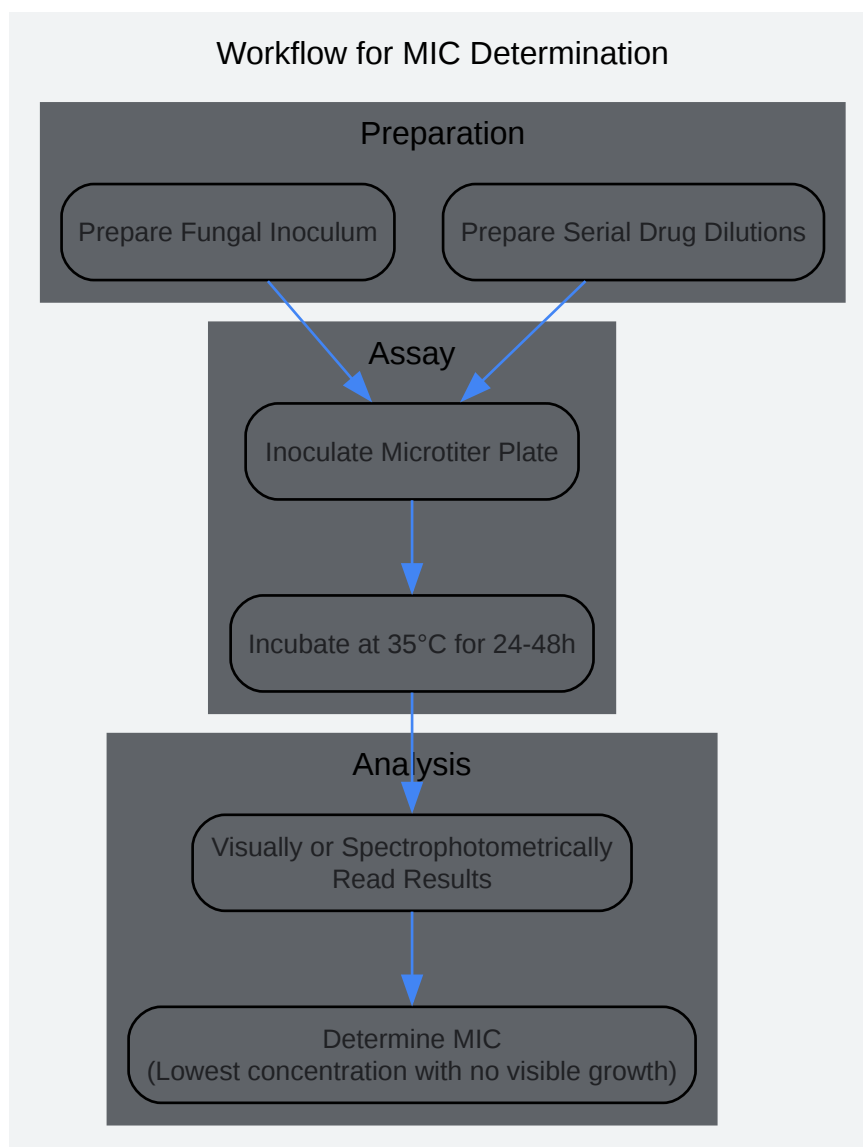 Workflow for MIC Determination
Preparation
Prepare Fungal Inoculum
Prepare Serial Drug Dilutions
Assay
Inoculate Microtiter Plate
Incubate at 35°C for 24-48h
Analysis
Visually or Spectrophotometrically
Read Results
Determine MIC
(Lowest concentration with no visible growth)